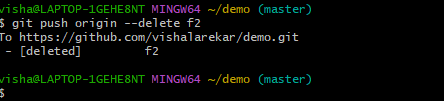 visha@LAPTOP-1GEHE8NT MINGW64 ~/demo (master)
$ git push origin --delete f2
To https://github.com/vishalarekar/demo.git
 - [deleted]         f2

visha@LAPTOP-1GEHE8NT MINGW64 ~/demo (master)
$